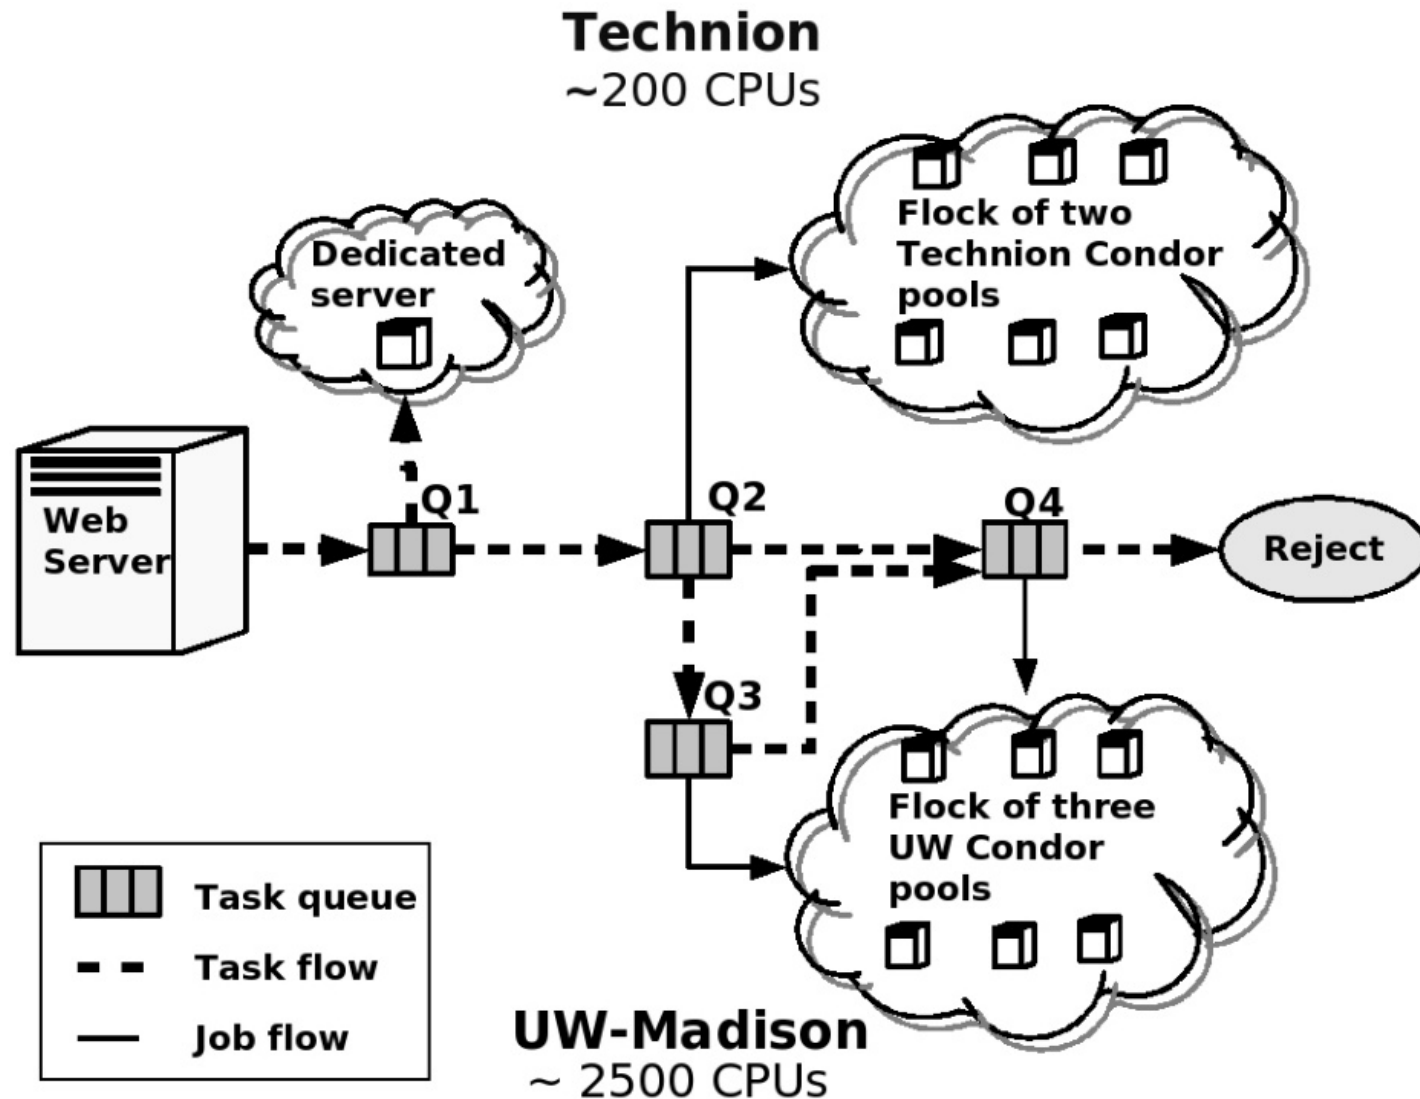 Technion
~200 CPUs
Flock of two
Technion Condor
pools
Dedicated
server
Web
Server
Q1
Q2
Q4
Reject
Q3
Flock of three
UW Condor
pools
Task queue
Task flow
Job flow
UW-Madison
~ 2500 CPUs